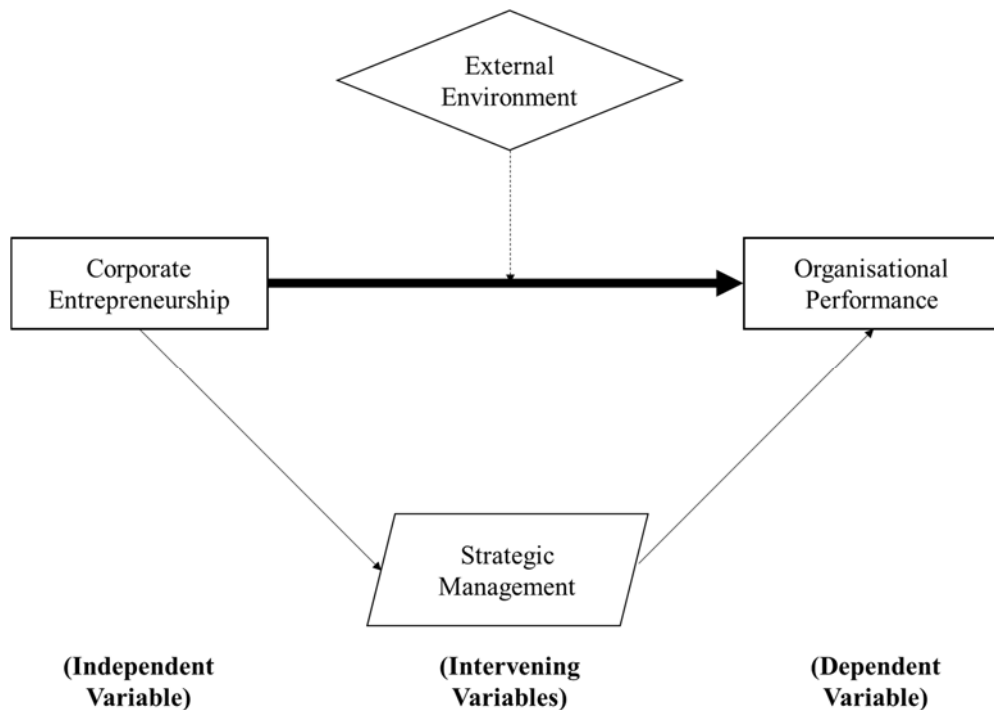 External
Environment
Corporate
Entrepreneurship
Organisational
Performance
Strategic
Management
(Independent
Variable)
(Intervening
Variables)
(Dependent
Variable)